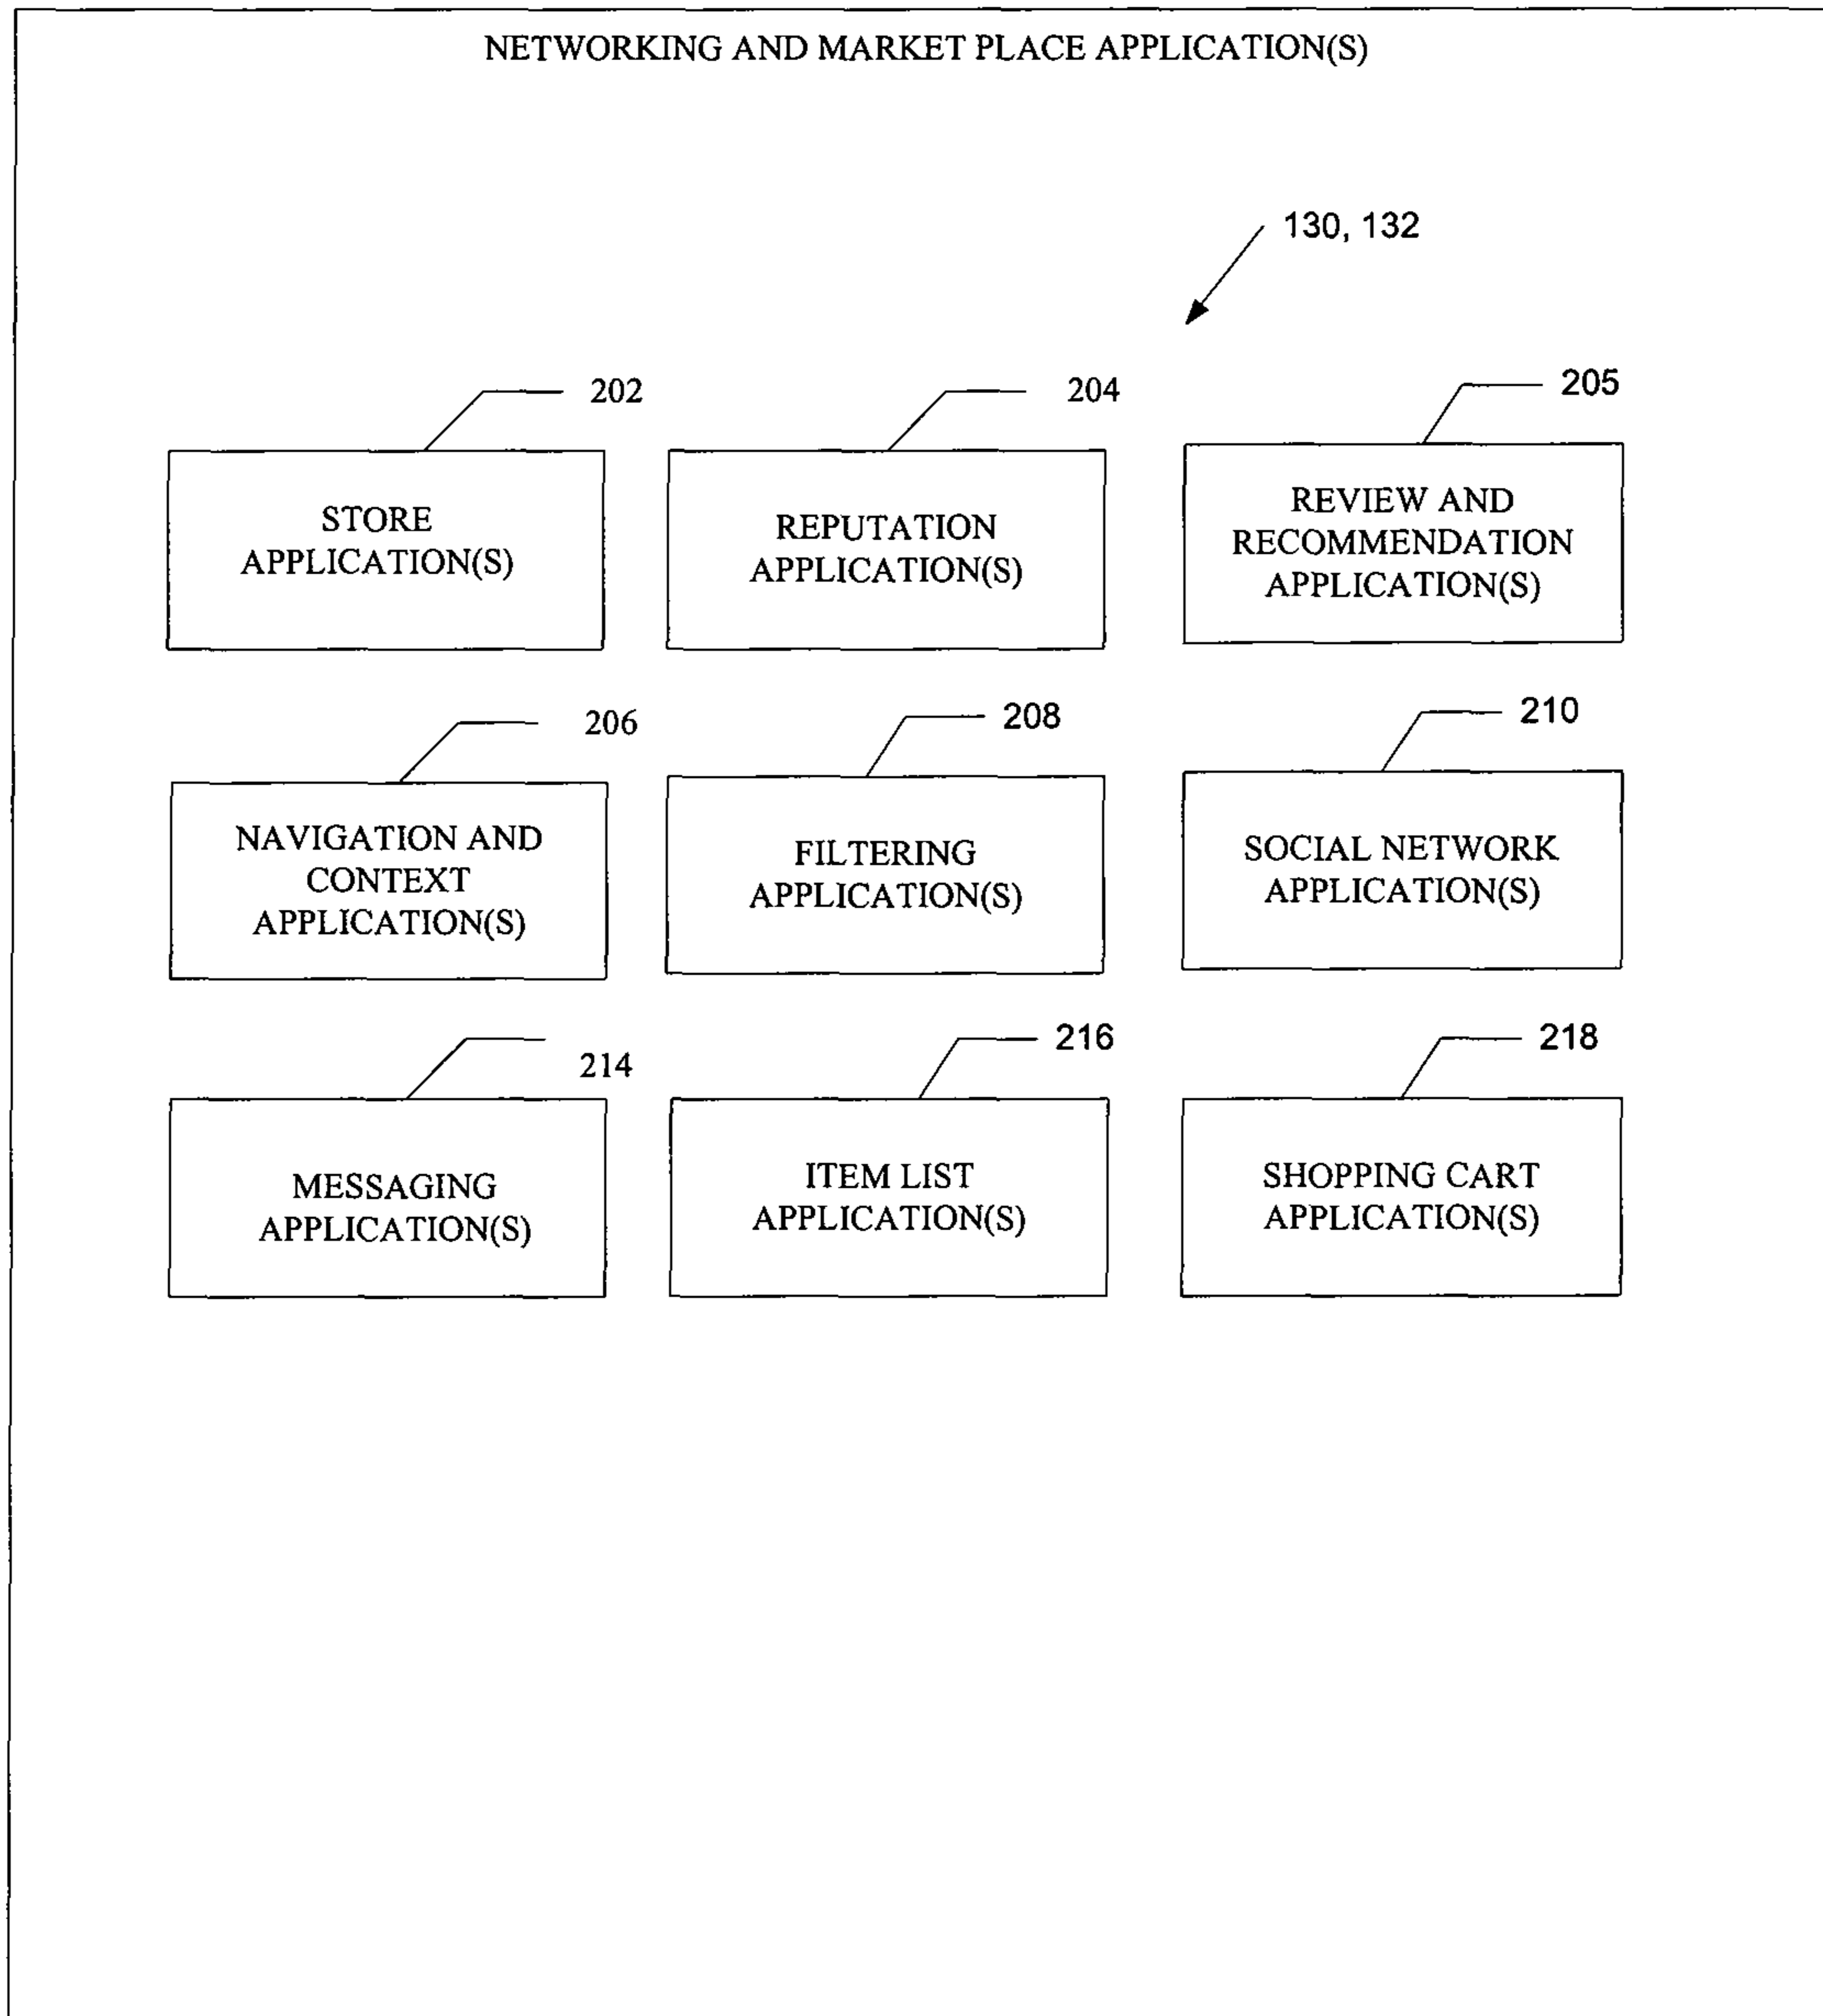 NETWORKING AND MARKET PLACE APPLICATION(S)
130, 132
202
204
205
STORE
APPLICATION(S)
REPUTATION
APPLICATION(S)
REVIEW AND
RECOMMENDATION
APPLICATION(S)
206
208
210
NAVIGATION AND
CONTEXT
APPLICATION(S)
FILTERING
APPLICATION(S)
SOCIAL NETWORK
APPLICATION(S)
214
216
218
MESSAGING
APPLICATION(S)
ITEM LIST
APPLICATION(S)
SHOPPING CART
APPLICATION(S)